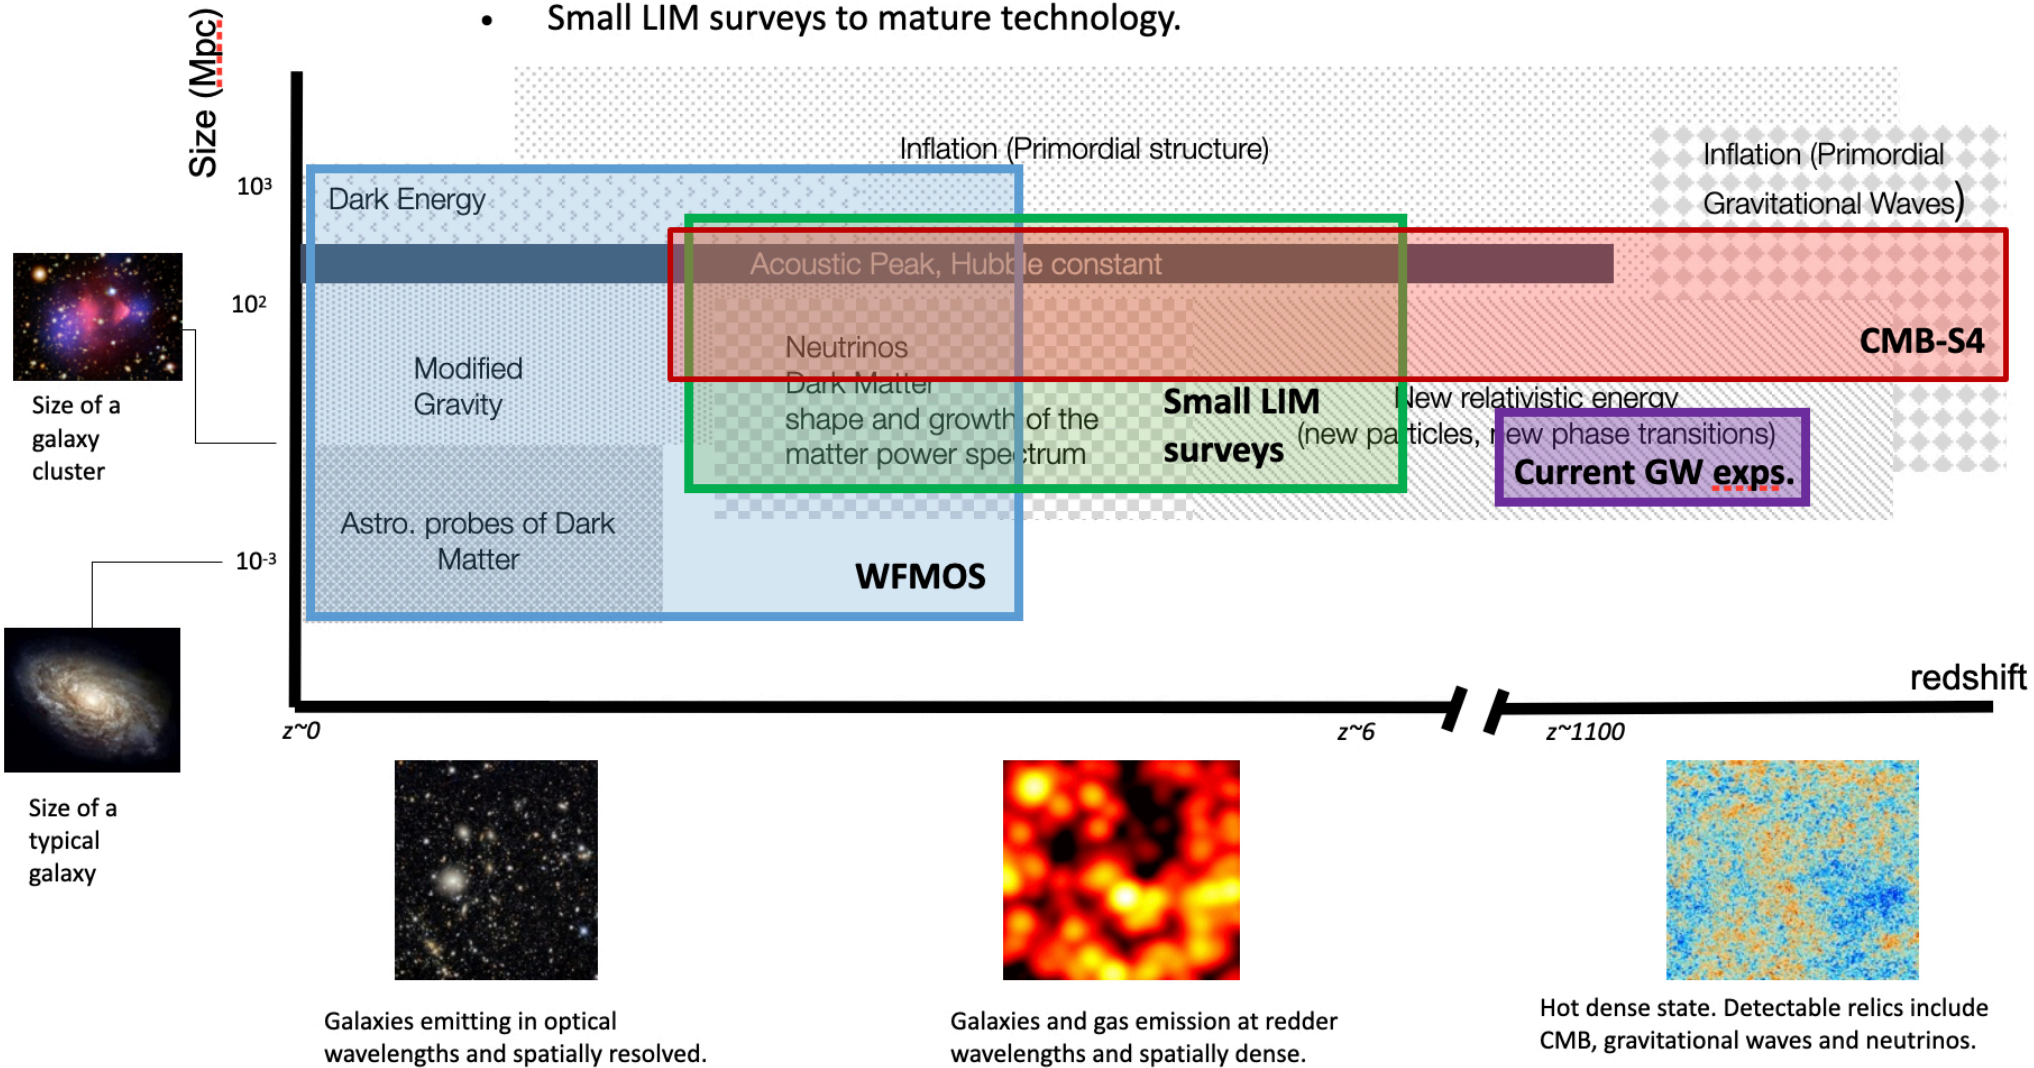 • Small LIM surveys to mature technology.
Size (Mpc)
Inflation (Primordial structure)
Inflation (Primordial
Gravitational Waves)
10³
Dark Energy
Acoustic Peak, Hubble constant
10²
CMB-S4
Neutrinos
Dark Matter
shape and growth of the
matter power spectrum
Modified
Gravity
Small LIM
surveys
New relativistic energy
(new particles, new phase transitions)
Current GW exps.
Size of a
galaxy
cluster
Astro. probes of Dark
Matter
10⁻³
WFMOS
redshift
z~0
z~6
z~1100
Size of a
typical
galaxy
Galaxies emitting in optical
wavelengths and spatially resolved.
Galaxies and gas emission at redder
wavelengths and spatially dense.
Hot dense state. Detectable relics include
CMB, gravitational waves and neutrinos.